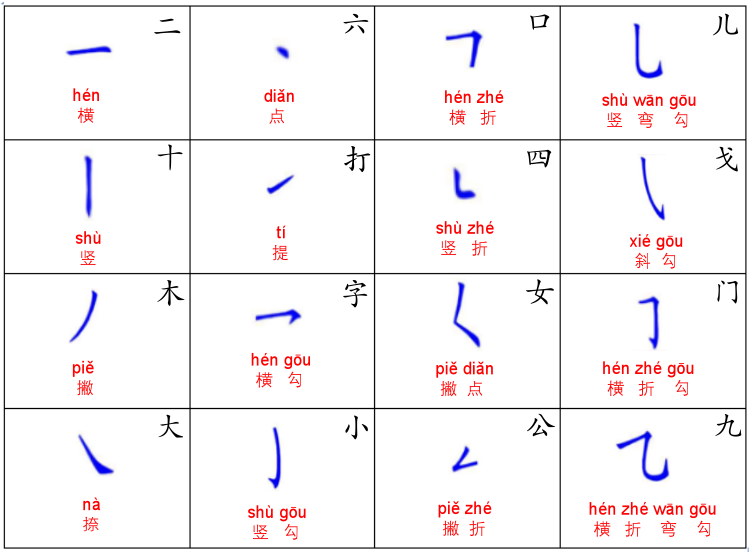 二
hén
横
六
diǎn
点
口
hén zhé
横 折
儿
shù wān gōu
竖 弯 勾
十
shù
竖
打
tí
提
四
shù zhé
竖 折
戈
xié gōu
斜 勾
木
piě
撇
字
hén gōu
横 勾
女
piě diǎn
撇 点
门
hén zhé gōu
横 折 勾
大
nà
捺
小
shù gōu
竖 勾
公
piě zhé
撇 折
九
hén zhé wān gōu
横 折 弯 勾